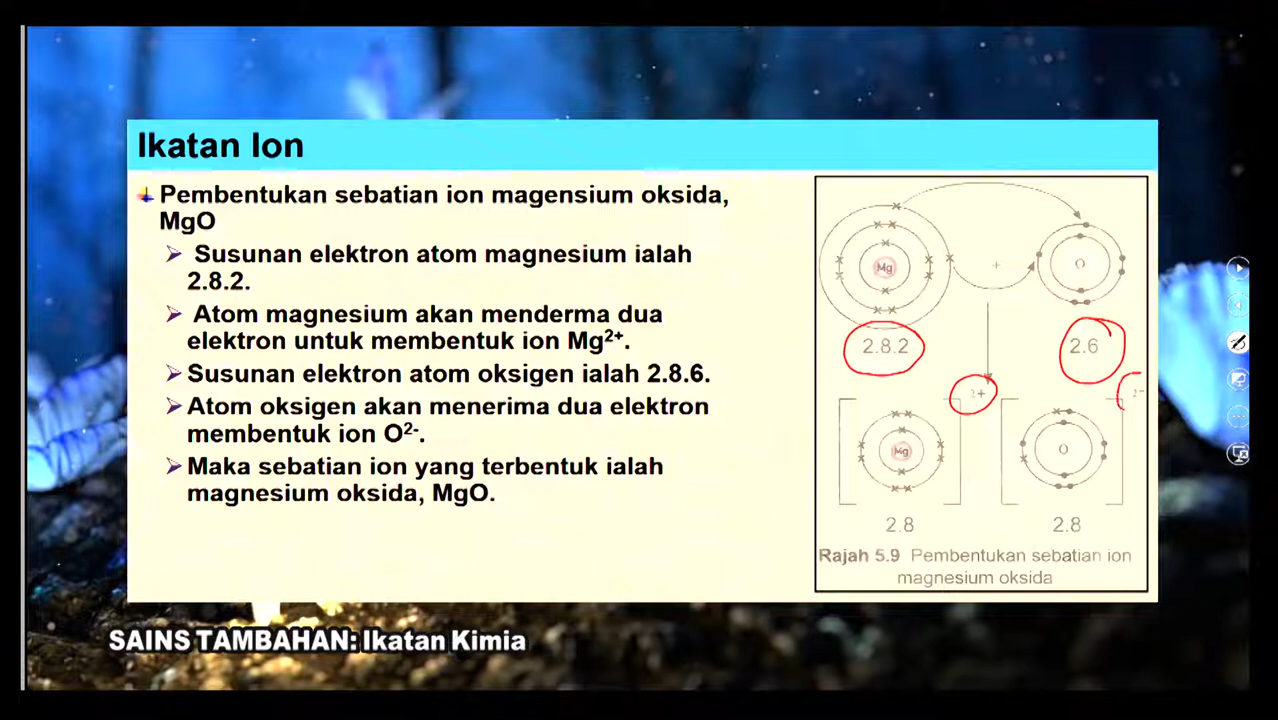 Ikatan Ion
Pembentukan sebatian ion magensium oksida,
MgO
Susunan elektron atom magnesium ialah
2.8.2.
Atom magnesium akan menderma dua
elektron untuk membentuk ion Mg²⁺.
Susunan elektron atom oksigen ialah 2.8.6.
Atom oksigen akan menerima dua elektron
membentuk ion O²⁻.
Maka sebatian ion yang terbentuk ialah
magnesium oksida, MgO.
Mg
+
O
2.8.2
2.6
2+
2−
Mg
O
2.8
2.8
Rajah 5.9 Pembentukan sebatian ion
magnesium oksida
SAINS TAMBAHAN: Ikatan Kimia